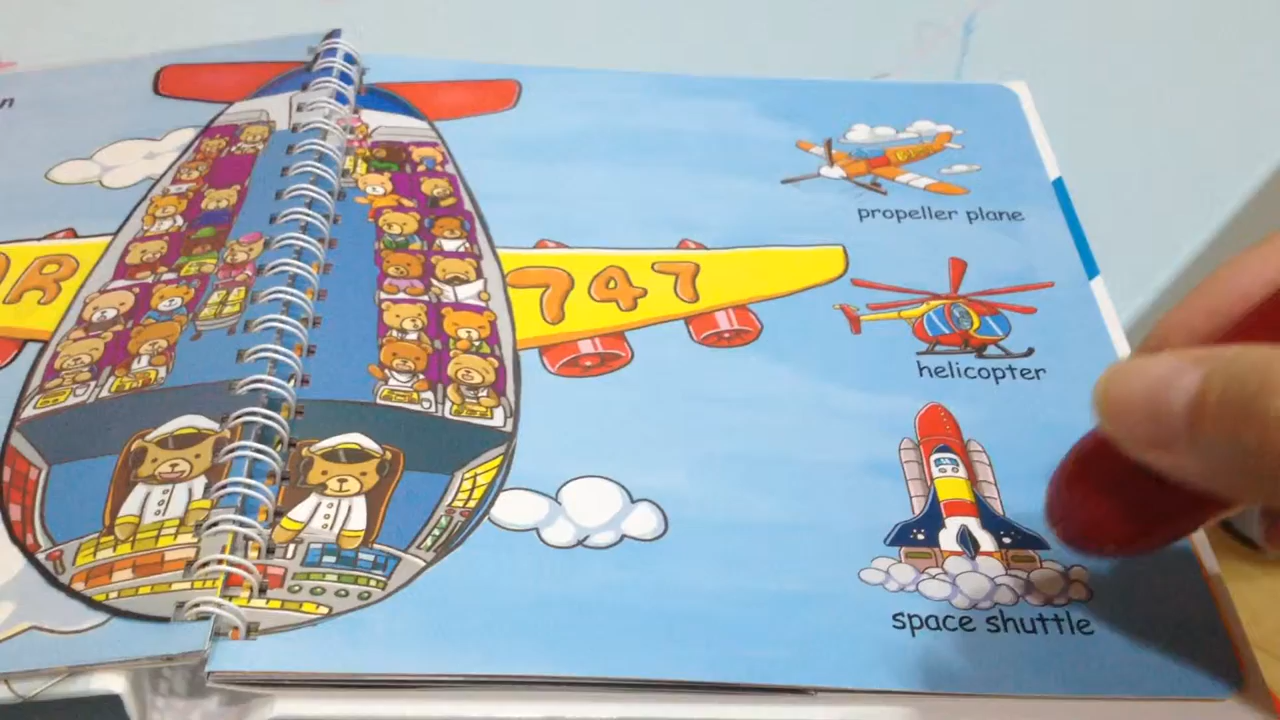 n
R 747
propeller plane
helicopter
space shuttle